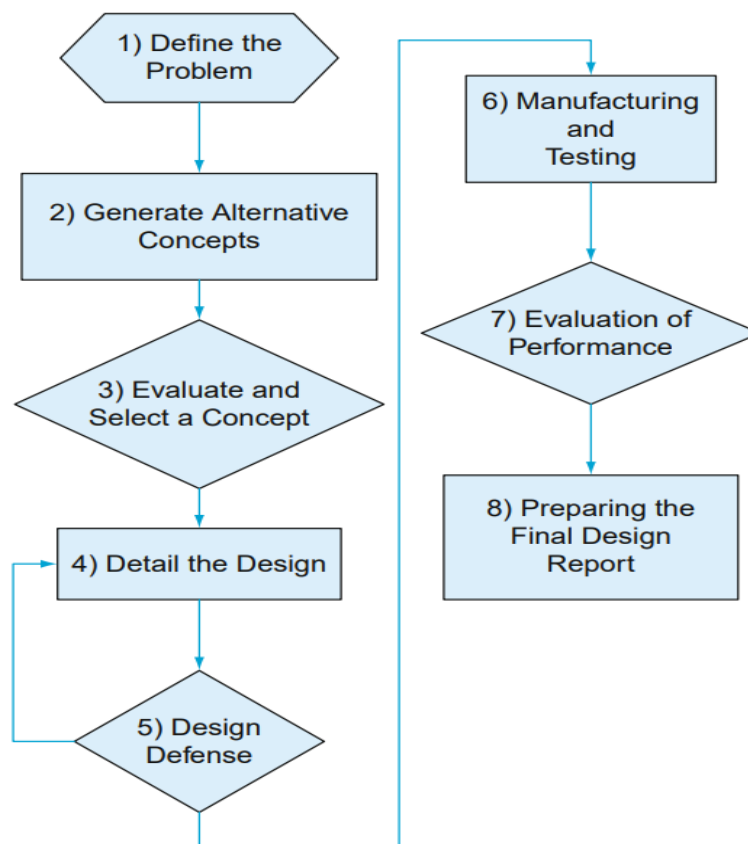 1) Define the
Problem
2) Generate Alternative
Concepts
3) Evaluate and
Select a Concept
4) Detail the Design
5) Design
Defense
6) Manufacturing
and
Testing
7) Evaluation of
Performance
8) Preparing the
Final Design
Report